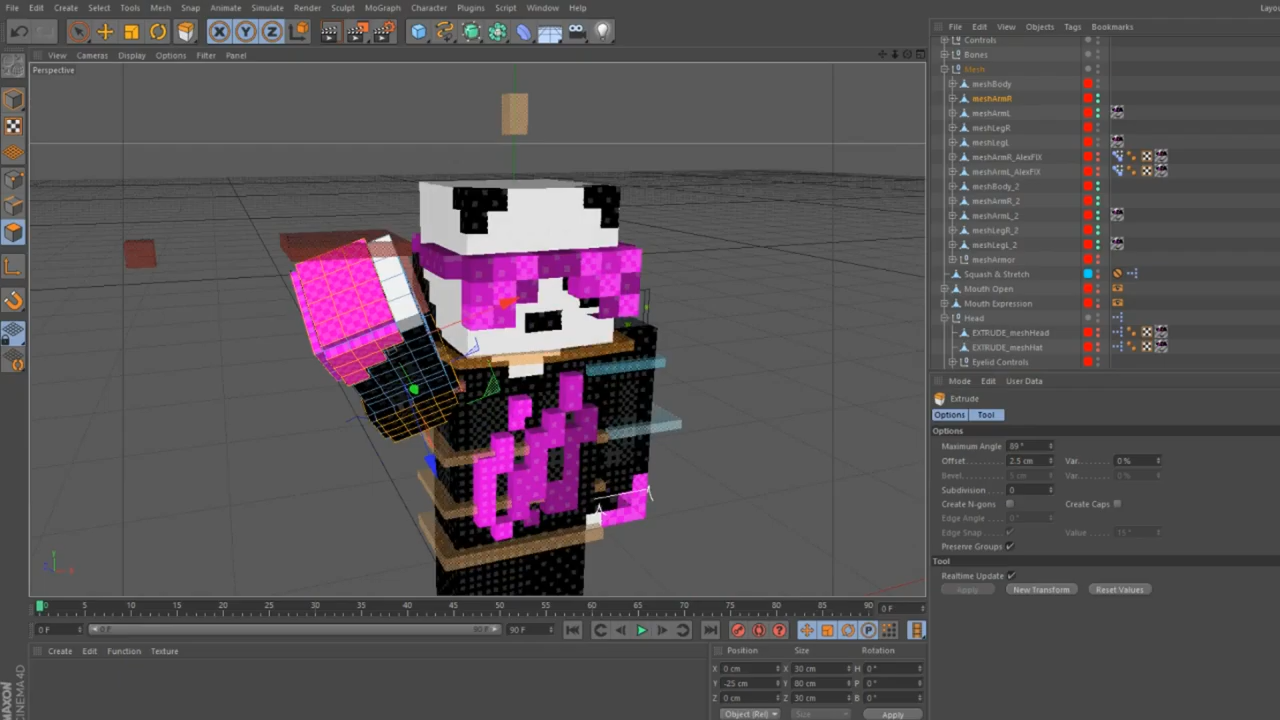 File Edit Create Select Tools Mesh Snap Animate Simulate Render Sculpt MoGraph Character Plugins Script Window Help
File Edit View Objects Tags Bookmarks
View Cameras Display Options Filter Panel
Perspective
Controls
Bones
Mesh
meshBody
meshArmR
meshArmL
meshLegR
meshLegL
meshArmR_AlexFIX
meshArmL_AlexFIX
meshBody_2
meshArmR_2
meshArmL_2
meshLegR_2
meshLegL_2
meshArmor
Squash & Stretch
Mouth Open
Mouth Expression
Head
EXTRUDE_meshHead
EXTRUDE_meshHat
Eyelid Controls
Mode Edit User Data
Extrude
Options Tool
Options
Maximum Angle 89 °
Offset 2.5 cm Var. 0 %
Bevel 5 cm Var. 0 %
Subdivision 0
Create N-gons Create Caps
Edge Angle 0 °
Edge Snap Value 15 °
Preserve Groups
Tool
Realtime Update
Apply New Transform Reset Values
0 5 10 15 20 25 30 35 40 45 50 55 60 65 70 75 80 85 90 0 F
0 F 0 F 90 F 90 F
Create Edit Function Texture
Position Size Rotation
X 0 cm X 30 cm H 0 °
Y -25 cm Y 80 cm P 0 °
Z 0 cm Z 30 cm B 0 °
Object (Rel) Size Apply
MAXON
CINEMA 4D